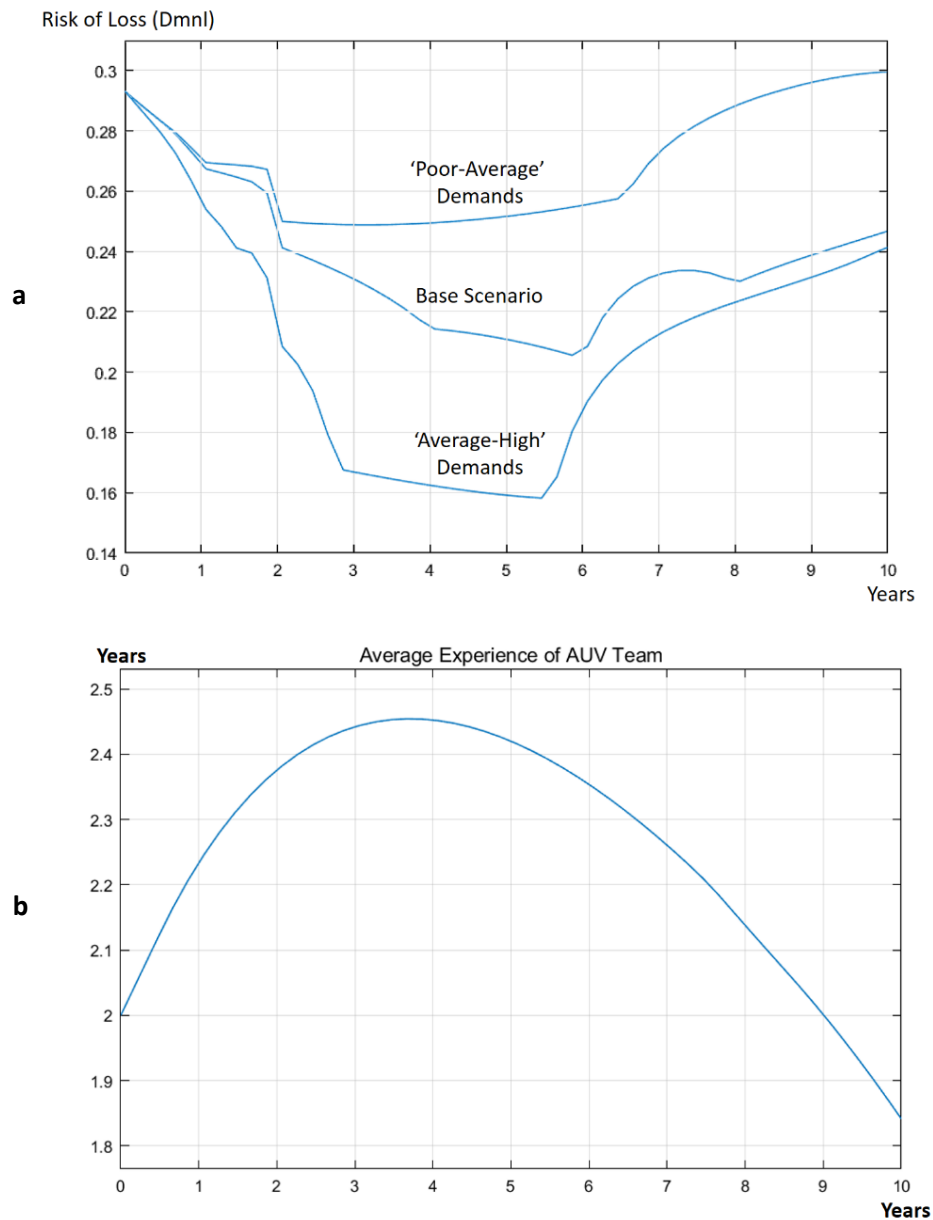 Risk of Loss (Dmnl)
0.3
0.28
0.26
0.24
0.22
0.2
0.18
0.16
0.14
‘Poor-Average’
Demands
Base Scenario
‘Average-High’
Demands
a
0 1 2 3 4 5 6 7 8 9 10
Years
Years
Average Experience of AUV Team
2.5
2.4
2.3
2.2
2.1
2
1.9
1.8
b
0 1 2 3 4 5 6 7 8 9 10
Years